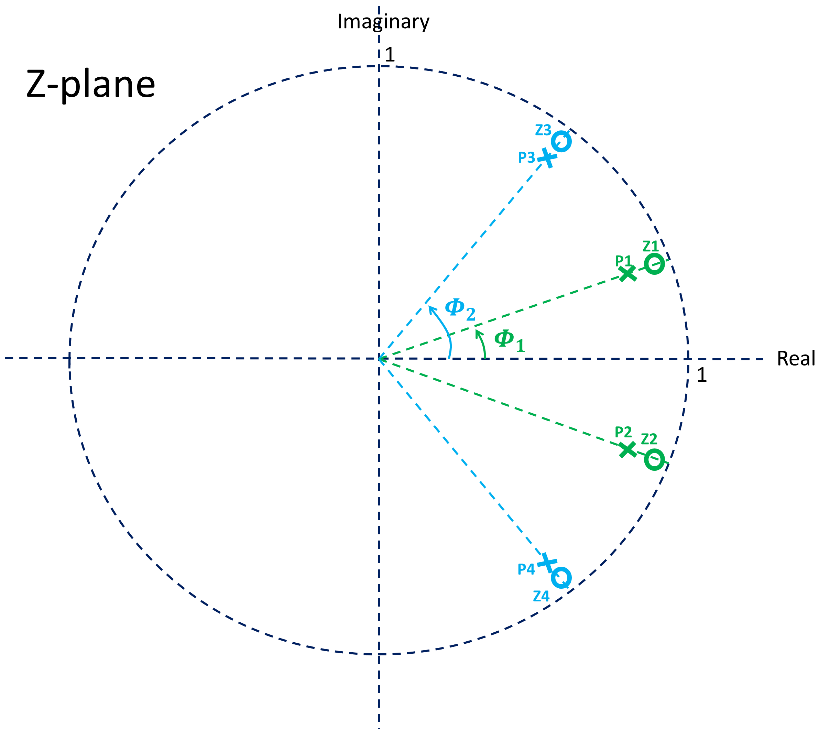 Imaginary
1
Z-plane
Z3
P3
Z1
P1
Φ2
Φ1
Real
1
P2
Z2
P4
Z4